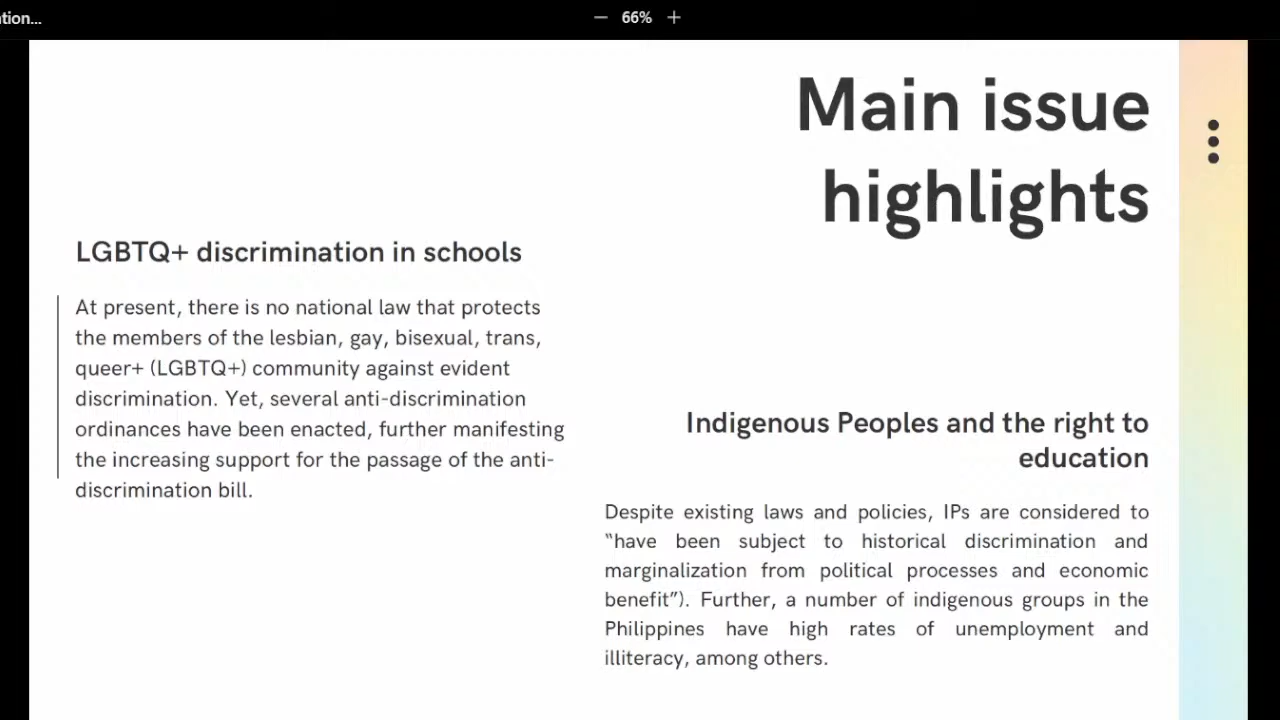 tion...
66%
Main issue
highlights
LGBTQ+ discrimination in schools
At present, there is no national law that protects
the members of the lesbian, gay, bisexual, trans,
queer+ (LGBTQ+) community against evident
discrimination. Yet, several anti-discrimination
ordinances have been enacted, further manifesting
the increasing support for the passage of the anti-
discrimination bill.
Indigenous Peoples and the right to
education
Despite existing laws and policies, IPs are considered to
“have been subject to historical discrimination and
marginalization from political processes and economic
benefit”). Further, a number of indigenous groups in the
Philippines have high rates of unemployment and
illiteracy, among others.